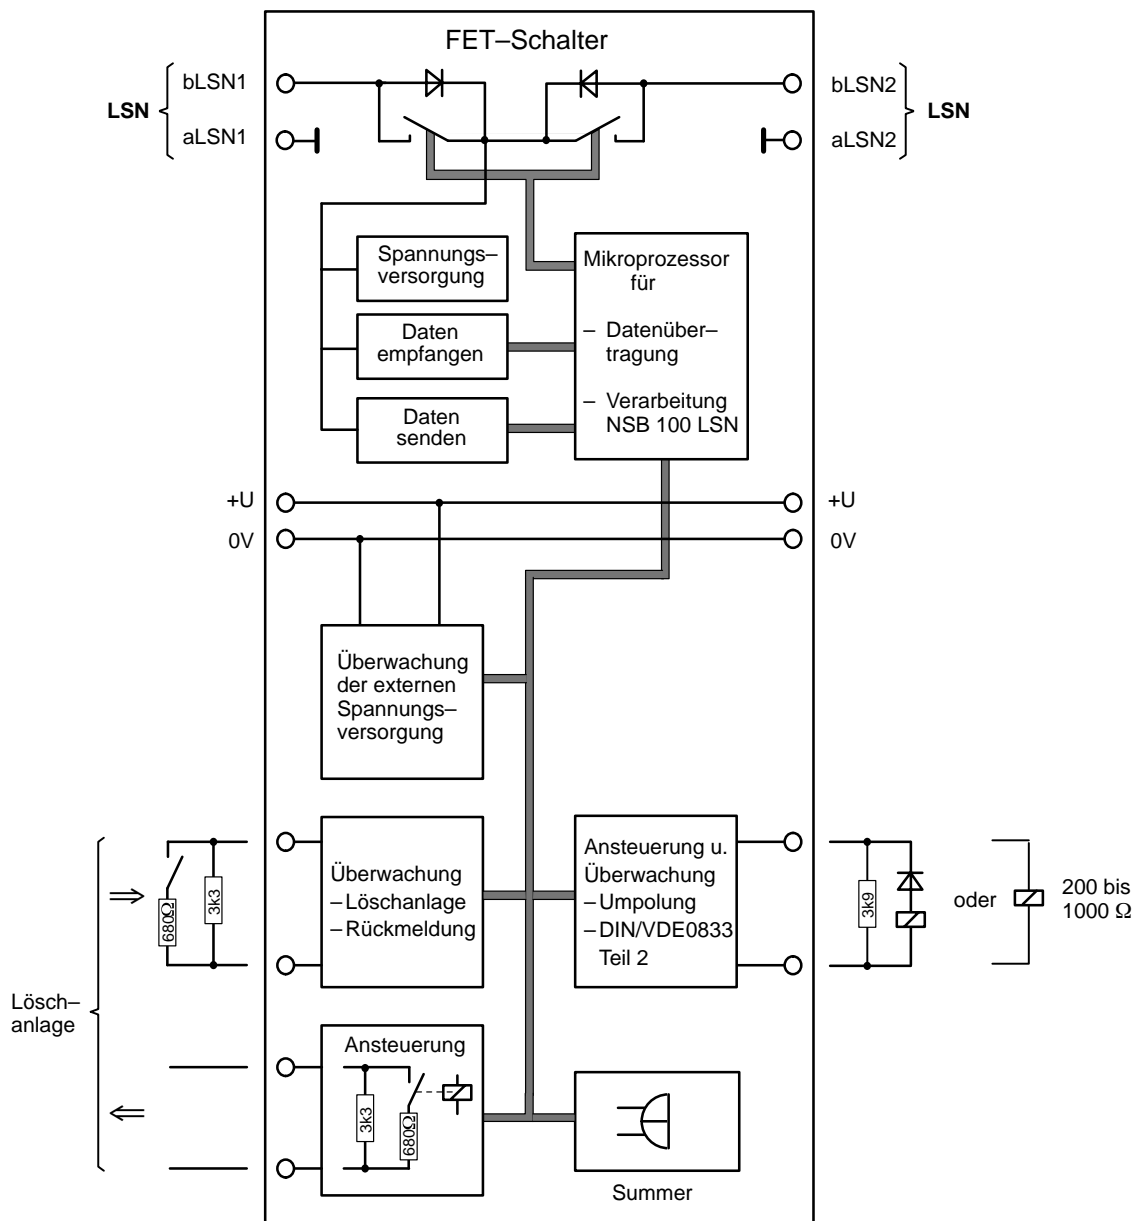 FET–Schalter
bLSN1
LSN
aLSN1
bLSN2
LSN
aLSN2
Spannungs–
versorgung
Daten
empfangen
Daten
senden
Mikroprozessor
für
– Datenüber–
tragung
– Verarbeitung
NSB 100 LSN
+U
+U
0V
0V
Überwachung
der externen
Spannungs–
versorgung
680Ω
3k3
Überwachung
– Löschanlage
– Rückmeldung
Ansteuerung u.
Überwachung
– Umpolung
– DIN/VDE0833
Teil 2
3k9
oder
200 bis
1000 Ω
Lösch–
anlage
Ansteuerung
3k3
680Ω
Summer